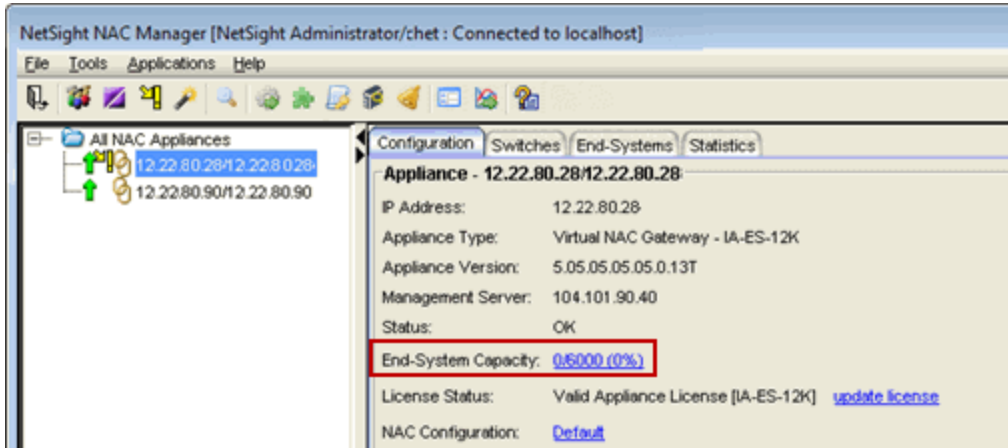 NetSight NAC Manager [NetSight Administrator/chet : Connected to localhost]
File Tools Applications Help
All NAC Appliances
12.22.80.28/12.22.80.28
12.22.80.90/12.22.80.90
Configuration Switches End-Systems Statistics
Appliance - 12.22.80.28/12.22.80.28
IP Address: 12.22.80.28
Appliance Type: Virtual NAC Gateway - IA-ES-12K
Appliance Version: 5.05.05.05.05.0.13T
Management Server: 104.101.90.40
Status: OK
End-System Capacity: 0/6000 (0%)
License Status: Valid Appliance License [IA-ES-12K] update license
NAC Configuration: Default